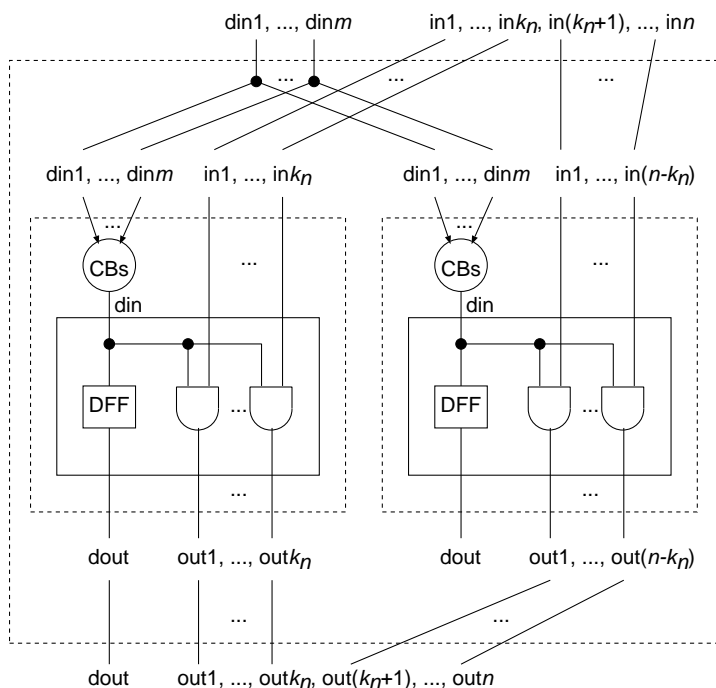 din1, ..., dinm in1, ..., inkn, in(kn+1), ..., inn
... ... ...
din1, ..., dinm in1, ..., inkn din1, ..., dinm in1, ..., in(n-kn)
... ...
CBs ... CBs ...
din din
DFF ... DFF ...
... ...
dout out1, ..., outkn dout out1, ..., out(n-kn)
... ...
dout out1, ..., outkn, out(kn+1), ..., outn